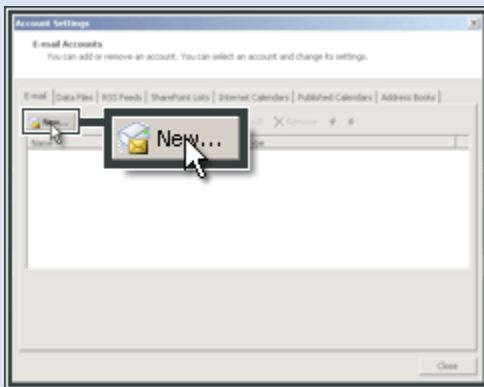 Account Settings
E-mail Accounts
You can add or remove an account. You can select an account and change its settings.
E-mail Data Files RSS Feeds SharePoint Lists Internet Calendars Published Calendars Address Books
New... Remove
New...
Name
Close